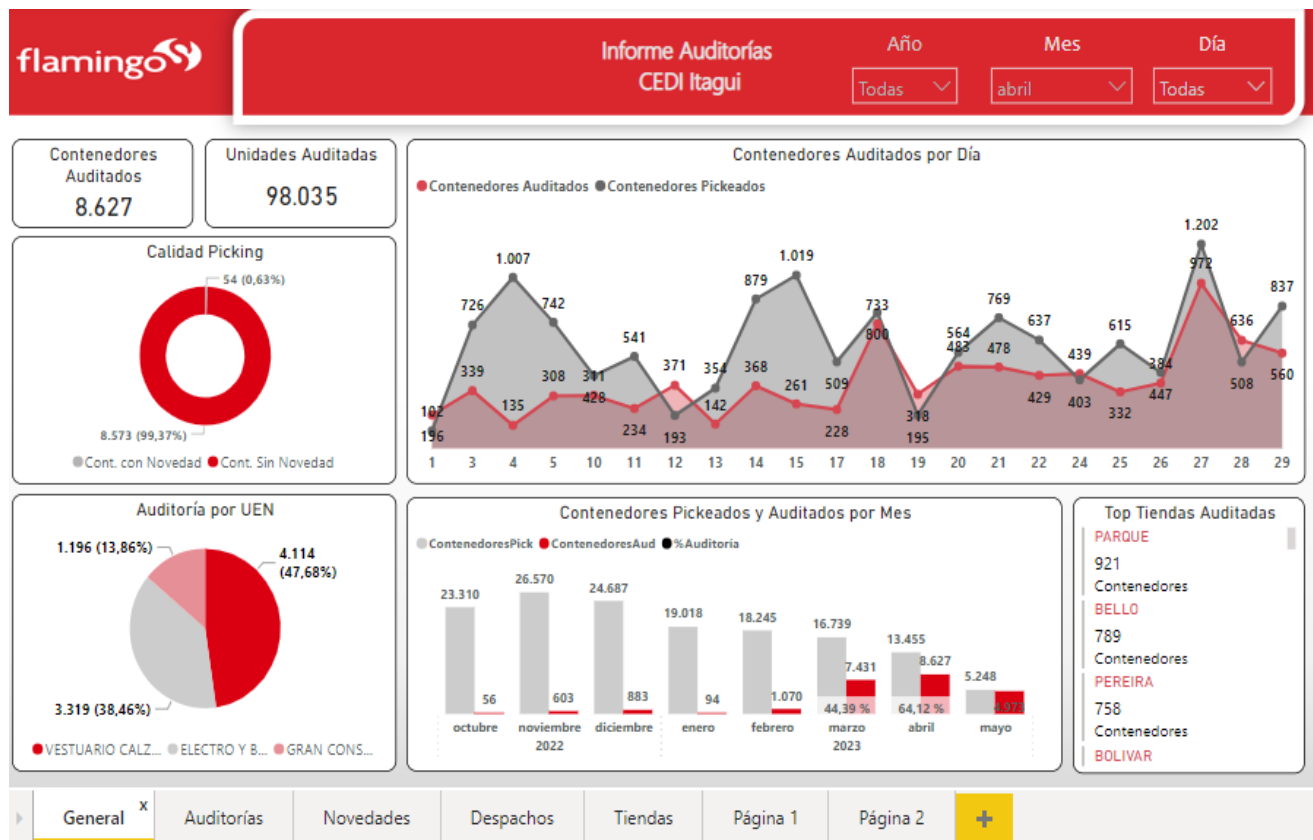 flamingo
Informe Auditorías
CEDI Itagui
Año
Mes
Día
Todas
abril
Todas
Contenedores
Auditados
8.627
Unidades Auditadas
98.035
Calidad Picking
54 (0,63%)
8.573 (99,37%)
Cont. con Novedad
Cont. Sin Novedad
Contenedores Auditados por Día
Contenedores Auditados
Contenedores Pickeados
1.202
1.007
1.019
972
879
837
726
742
769
733
800
541
564
483
478
637
615
636
339
308
311
428
371
354
368
261
509
439
384
560
102
135
234
142
228
318
429
403
332
447
508
196
193
195
1 3 4 5 10 11 12 13 14 15 17 18 19 20 21 22 24 25 26 27 28 29
Auditoría por UEN
1.196 (13,86%)
4.114
(47,68%)
3.319 (38,46%)
VESTUARIO CALZ...
ELECTRO Y B...
GRAN CONS...
Contenedores Pickeados y Auditados por Mes
ContenedoresPick
ContenedoresAud
%Auditoría
23.310
26.570
24.687
19.018
18.245
16.739
13.455
5.248
56
603
883
94
1.070
7.431
8.627
4.973
44,39 %
64,12 %
octubre noviembre diciembre enero febrero marzo abril mayo
2022
2023
Top Tiendas Auditadas
PARQUE
921
Contenedores
BELLO
789
Contenedores
PEREIRA
758
Contenedores
BOLIVAR
General x
Auditorías
Novedades
Despachos
Tiendas
Página 1
Página 2
+